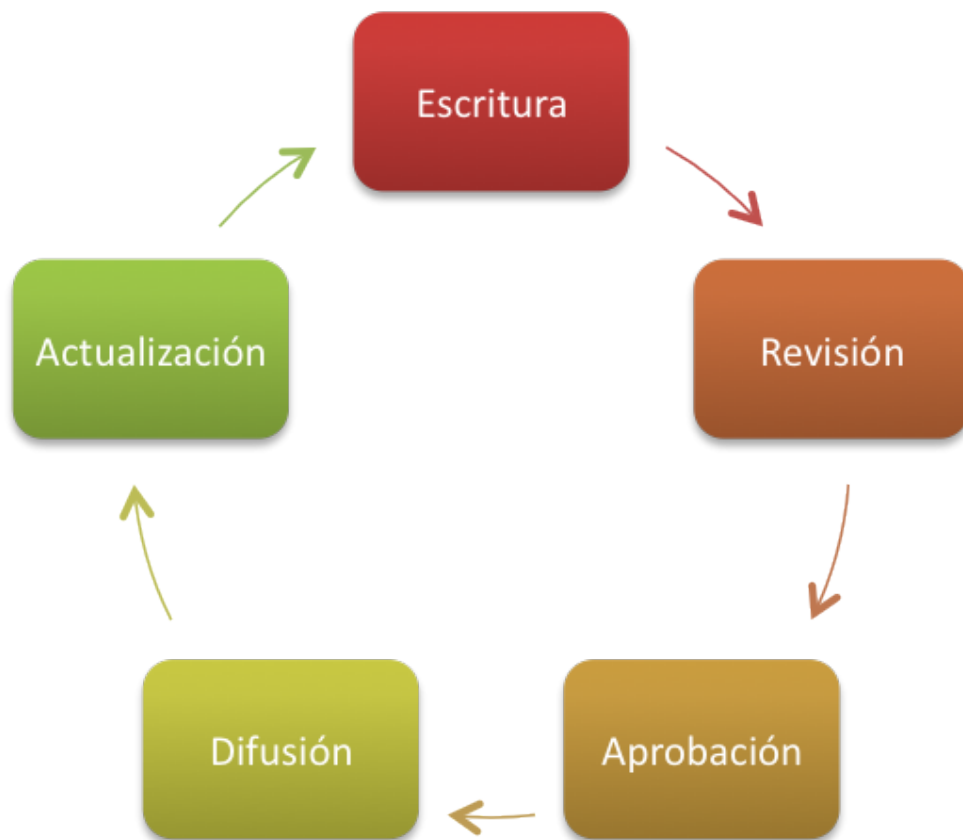 Escritura
Revisión
Aprobación
Difusión
Actualización